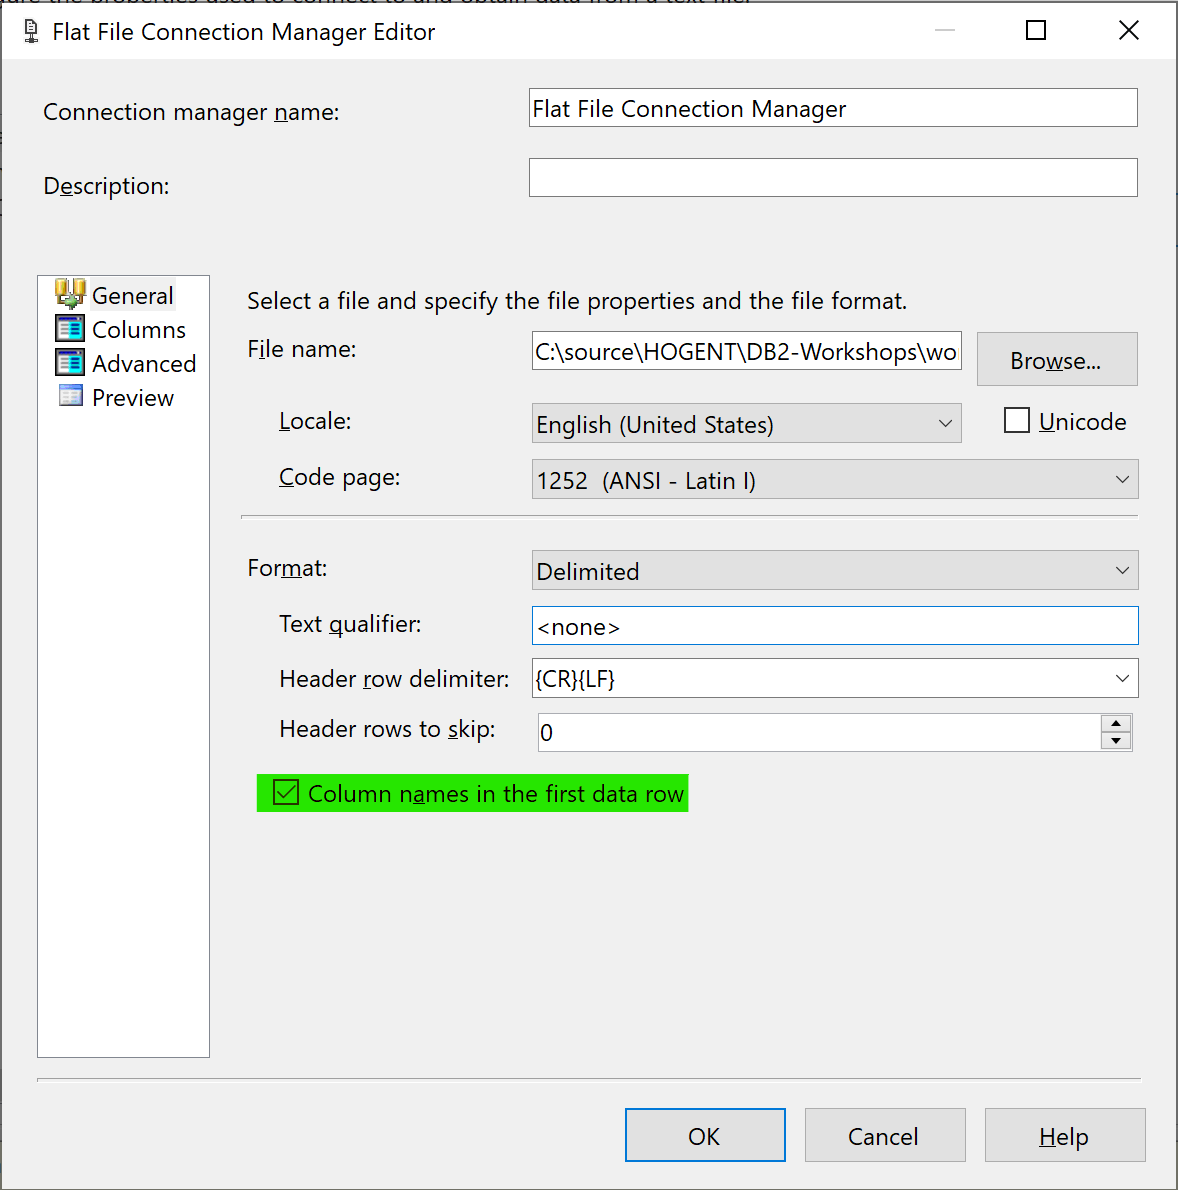 Flat File Connection Manager Editor
Connection manager name:
Flat File Connection Manager
Description:
General
Columns
Advanced
Preview
Select a file and specify the file properties and the file format.
File name:
C:\source\HOGENT\DB2-Workshops\wo
Browse...
Locale:
English (United States)
Unicode
Code page:
1252 (ANSI - Latin I)
Format:
Delimited
Text qualifier:
<none>
Header row delimiter:
{CR}{LF}
Header rows to skip:
0
Column names in the first data row
OK
Cancel
Help